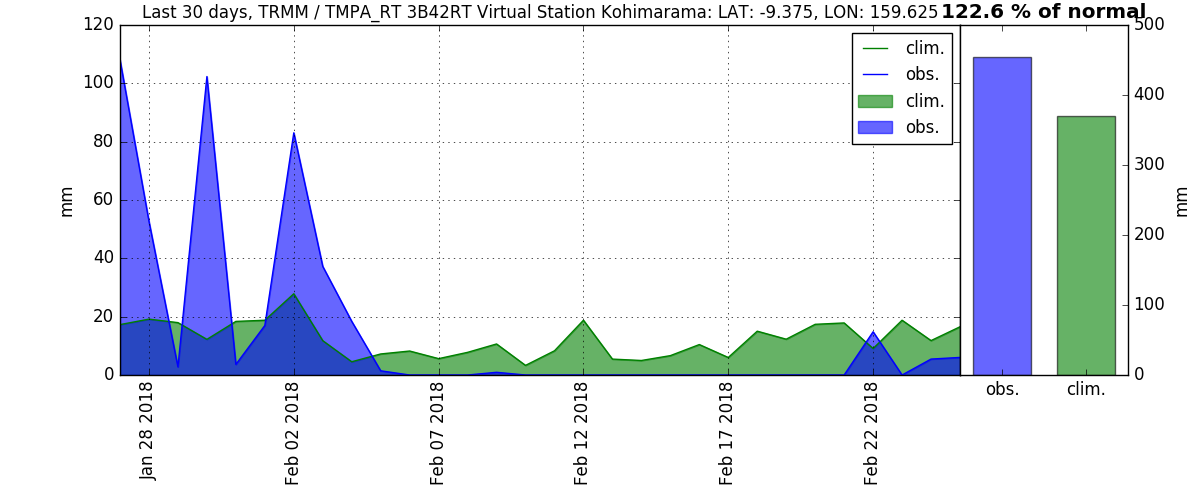 Last 30 days, TRMM / TMPA_RT 3B42RT Virtual Station Kohimarama: LAT: -9.375, LON: 159.625 122.6 % of normal
120
100
80
60
40
20
0
mm
clim.
obs.
clim.
obs.
Jan 28 2018
Feb 02 2018
Feb 07 2018
Feb 12 2018
Feb 17 2018
Feb 22 2018
500
400
300
200
100
0
mm
obs. clim.